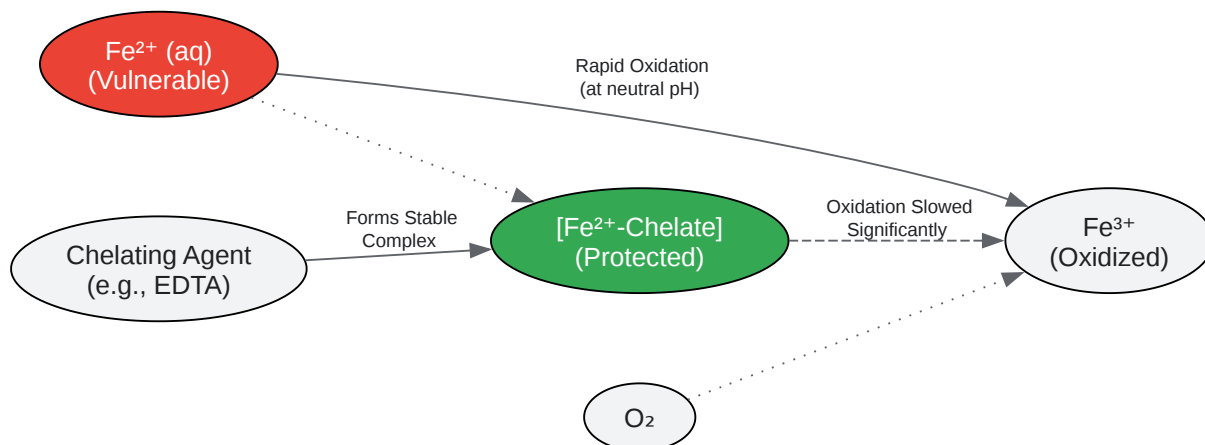 Fe²⁺ (aq)
(Vulnerable)
Rapid Oxidation
(at neutral pH)
Chelating Agent
(e.g., EDTA)
Forms Stable
Complex
[Fe²⁺-Chelate]
(Protected)
Oxidation Slowed
Significantly
Fe³⁺
(Oxidized)
O₂